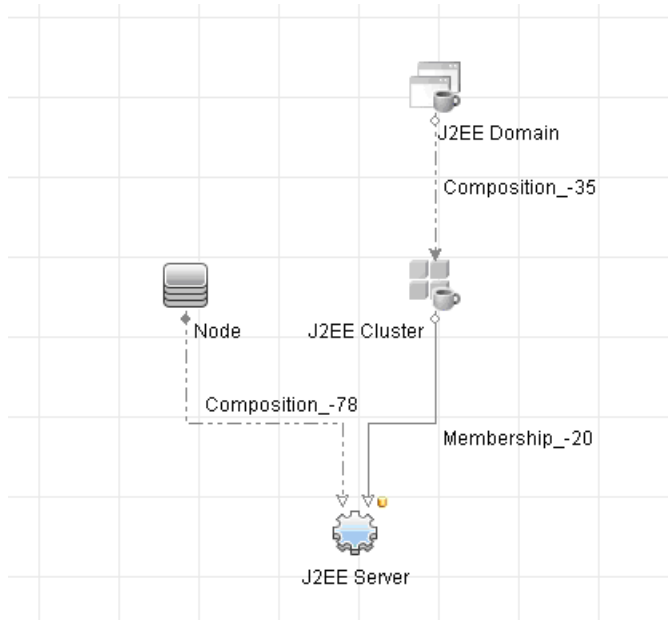 J2EE Domain
Composition_-35
Node
J2EE Cluster
Composition_-78
Membership_-20
J2EE Server